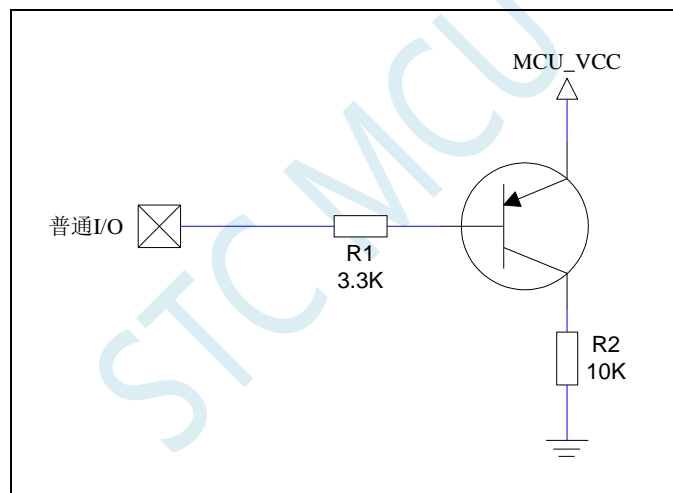 MCU_VCC
普通I/O
R1
3.3K
R2
10K
STC MCU